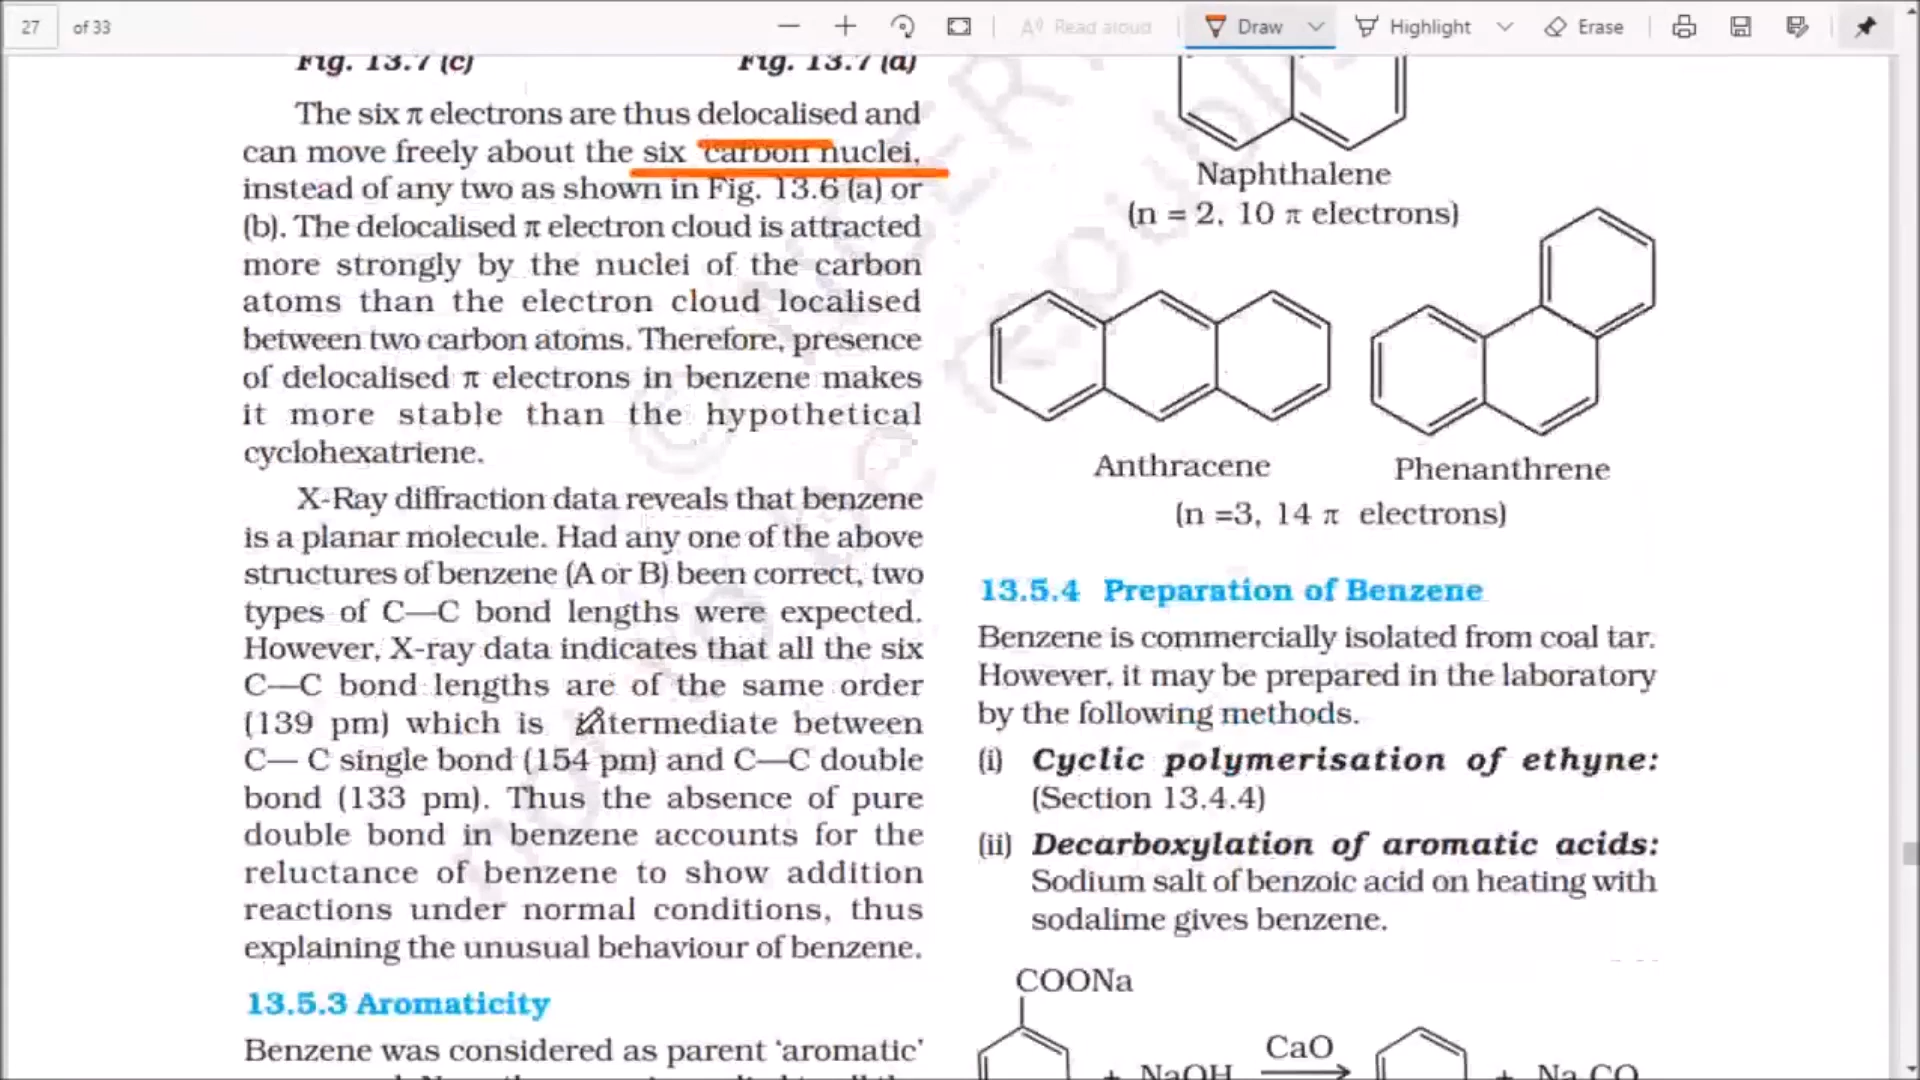 27 of 33
Read aloud
Draw
Highlight
Erase
Fig. 13.7 (c) Fig. 13.7 (d)
The six π electrons are thus delocalised and
can move freely about the six carbon nuclei,
instead of any two as shown in Fig. 13.6 (a) or
(b). The delocalised π electron cloud is attracted
more strongly by the nuclei of the carbon
atoms than the electron cloud localised
between two carbon atoms. Therefore, presence
of delocalised π electrons in benzene makes
it more stable than the hypothetical
cyclohexatriene.
X-Ray diffraction data reveals that benzene
is a planar molecule. Had any one of the above
structures of benzene (A or B) been correct, two
types of C—C bond lengths were expected.
However, X-ray data indicates that all the six
C—C bond lengths are of the same order
(139 pm) which is intermediate between
C— C single bond (154 pm) and C—C double
bond (133 pm). Thus the absence of pure
double bond in benzene accounts for the
reluctance of benzene to show addition
reactions under normal conditions, thus
explaining the unusual behaviour of benzene.
13.5.3 Aromaticity
Benzene was considered as parent ‘aromatic’
Naphthalene
(n = 2, 10 π electrons)
Anthracene Phenanthrene
(n =3, 14 π electrons)
13.5.4 Preparation of Benzene
Benzene is commercially isolated from coal tar.
However, it may be prepared in the laboratory
by the following methods.
(i) Cyclic polymerisation of ethyne:
(Section 13.4.4)
(ii) Decarboxylation of aromatic acids:
Sodium salt of benzoic acid on heating with
sodalime gives benzene.
COONa
CaO
+ NaOH + Na CO